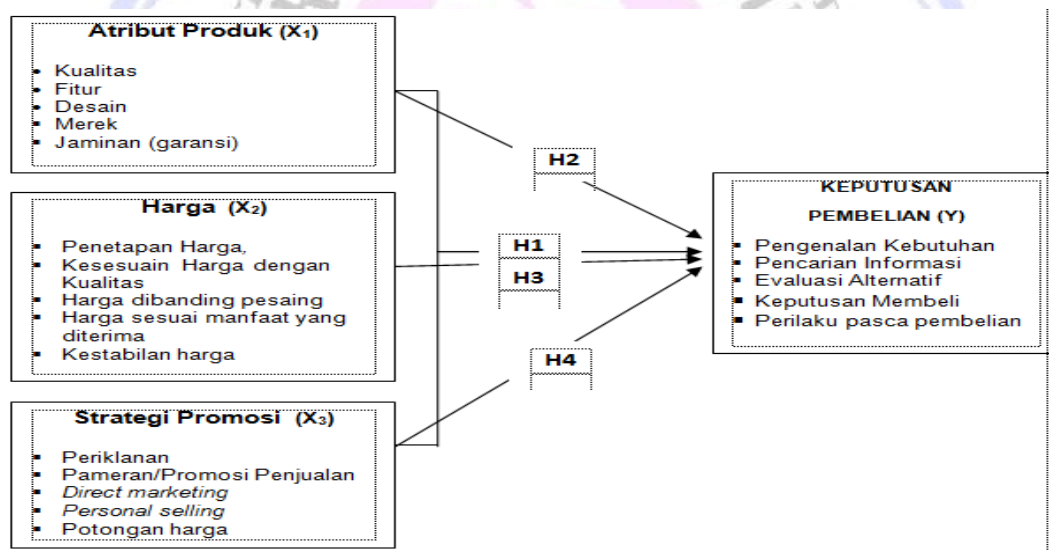 Atribut Produk (X₁)
Kualitas
Fitur
Desain
Merek
Jaminan (garansi)
Harga (X₂)
Penetapan Harga,
Kesesuain Harga dengan
Kualitas
Harga dibanding pesaing
Harga sesuai manfaat yang
diterima
Kestabilan harga
Strategi Promosi (X₃)
Periklanan
Pameran/Promosi Penjualan
Direct marketing
Personal selling
Potongan harga
H2
H1
H3
H4
KEPUTUSAN
PEMBELIAN (Y)
Pengenalan Kebutuhan
Pencarian Informasi
Evaluasi Alternatif
Keputusan Membeli
Perilaku pasca pembelian